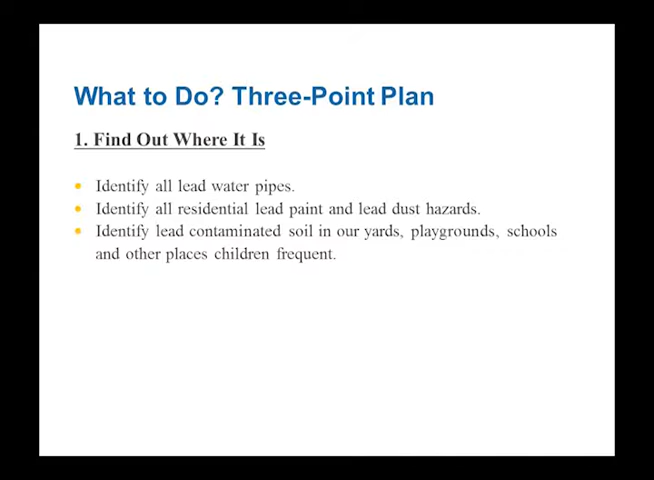 What to Do? Three-Point Plan
1. Find Out Where It Is
Identify all lead water pipes.
Identify all residential lead paint and lead dust hazards.
Identify lead contaminated soil in our yards, playgrounds, schools
and other places children frequent.